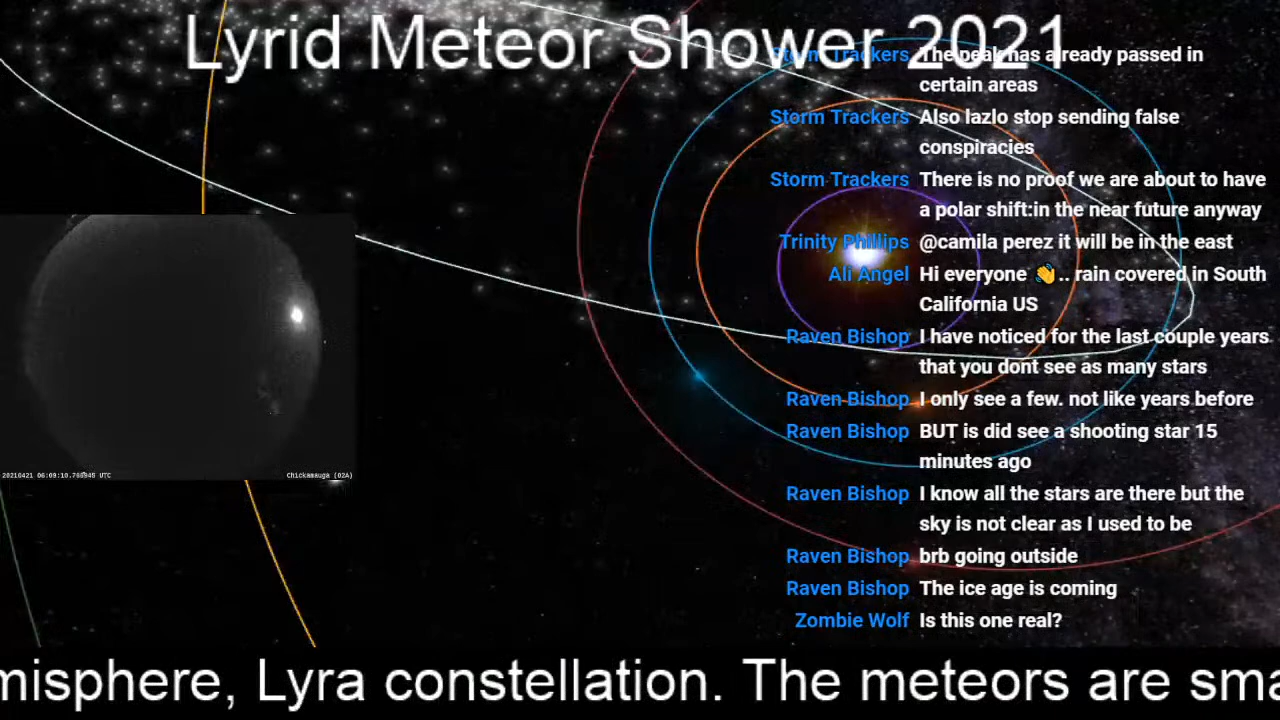 Lyrid Meteor Shower 2021
Storm Trackers The peak has already passed in
certain areas
Storm Trackers Also lazlo stop sending false
conspiracies
Storm Trackers There is no proof we are about to have
a polar shift:in the near future anyway
Trinity Phillips @camila perez it will be in the east
Ali Angel Hi everyone 👋.. rain covered in South
California US
Raven Bishop I have noticed for the last couple years
that you dont see as many stars
Raven Bishop I only see a few. not like years before
Raven Bishop BUT is did see a shooting star 15
minutes ago
Raven Bishop I know all the stars are there but the
sky is not clear as I used to be
Raven Bishop brb going outside
Raven Bishop The ice age is coming
Zombie Wolf Is this one real?
Chickamauga (02A)
misphere, Lyra constellation. The meteors are sma